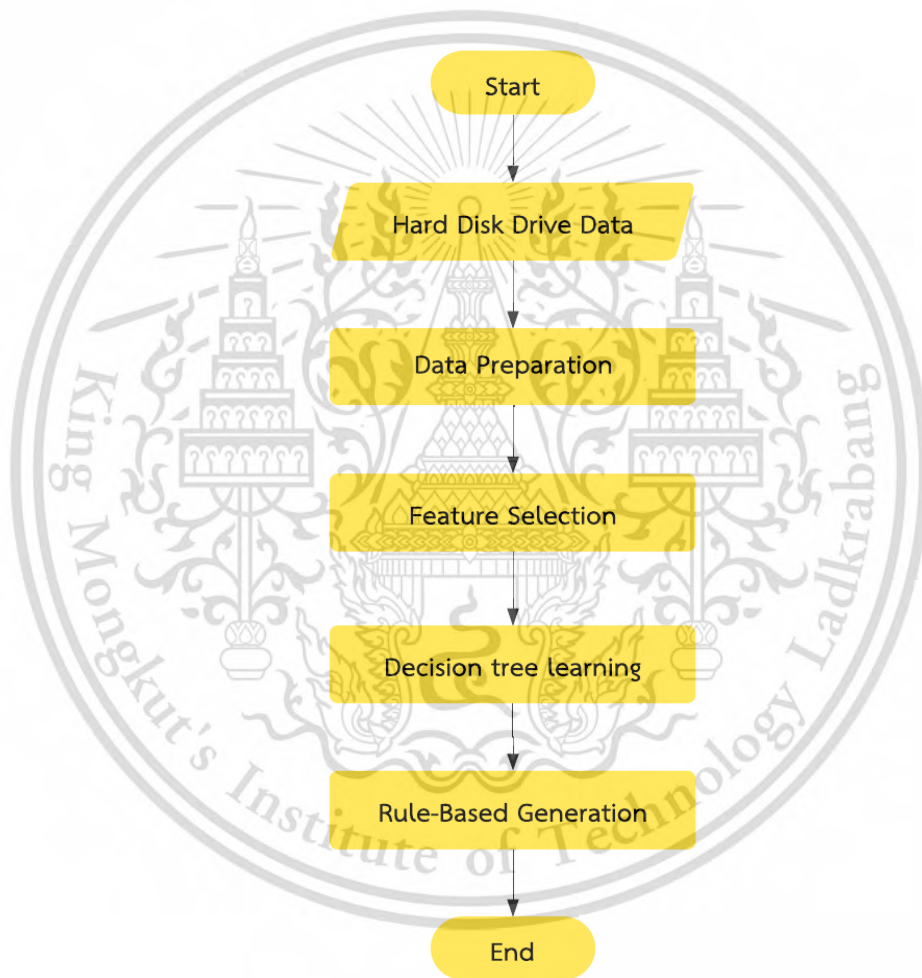 Start
Hard Disk Drive Data
Data Preparation
Feature Selection
Decision tree learning
Rule-Based Generation
End
King Mongkut's Institute of Technology Ladkrabang